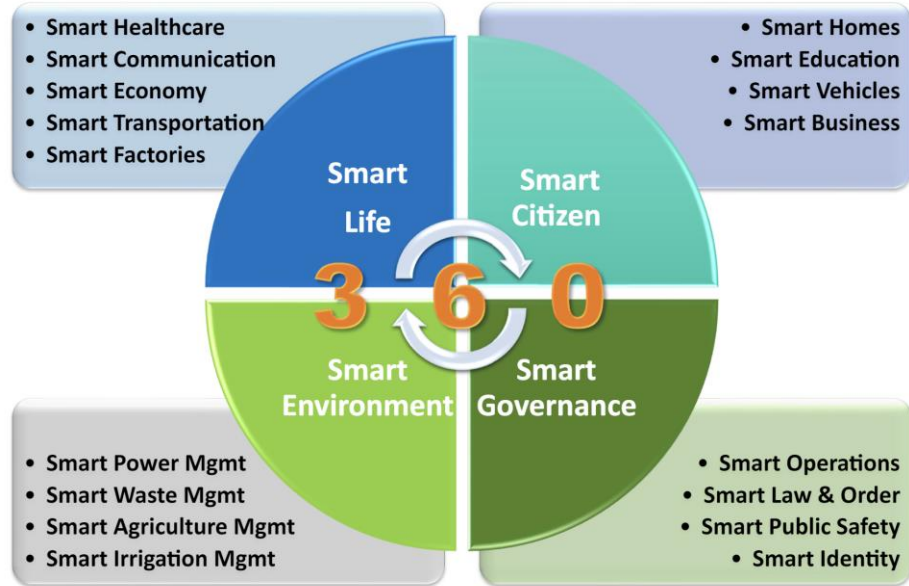 • Smart Healthcare
• Smart Communication
• Smart Economy
• Smart Transportation
• Smart Factories
• Smart Homes
• Smart Education
• Smart Vehicles
• Smart Business
Smart
Life
Smart
Citizen
3 6 0
Smart
Environment
Smart
Governance
• Smart Power Mgmt
• Smart Waste Mgmt
• Smart Agriculture Mgmt
• Smart Irrigation Mgmt
• Smart Operations
• Smart Law & Order
• Smart Public Safety
• Smart Identity